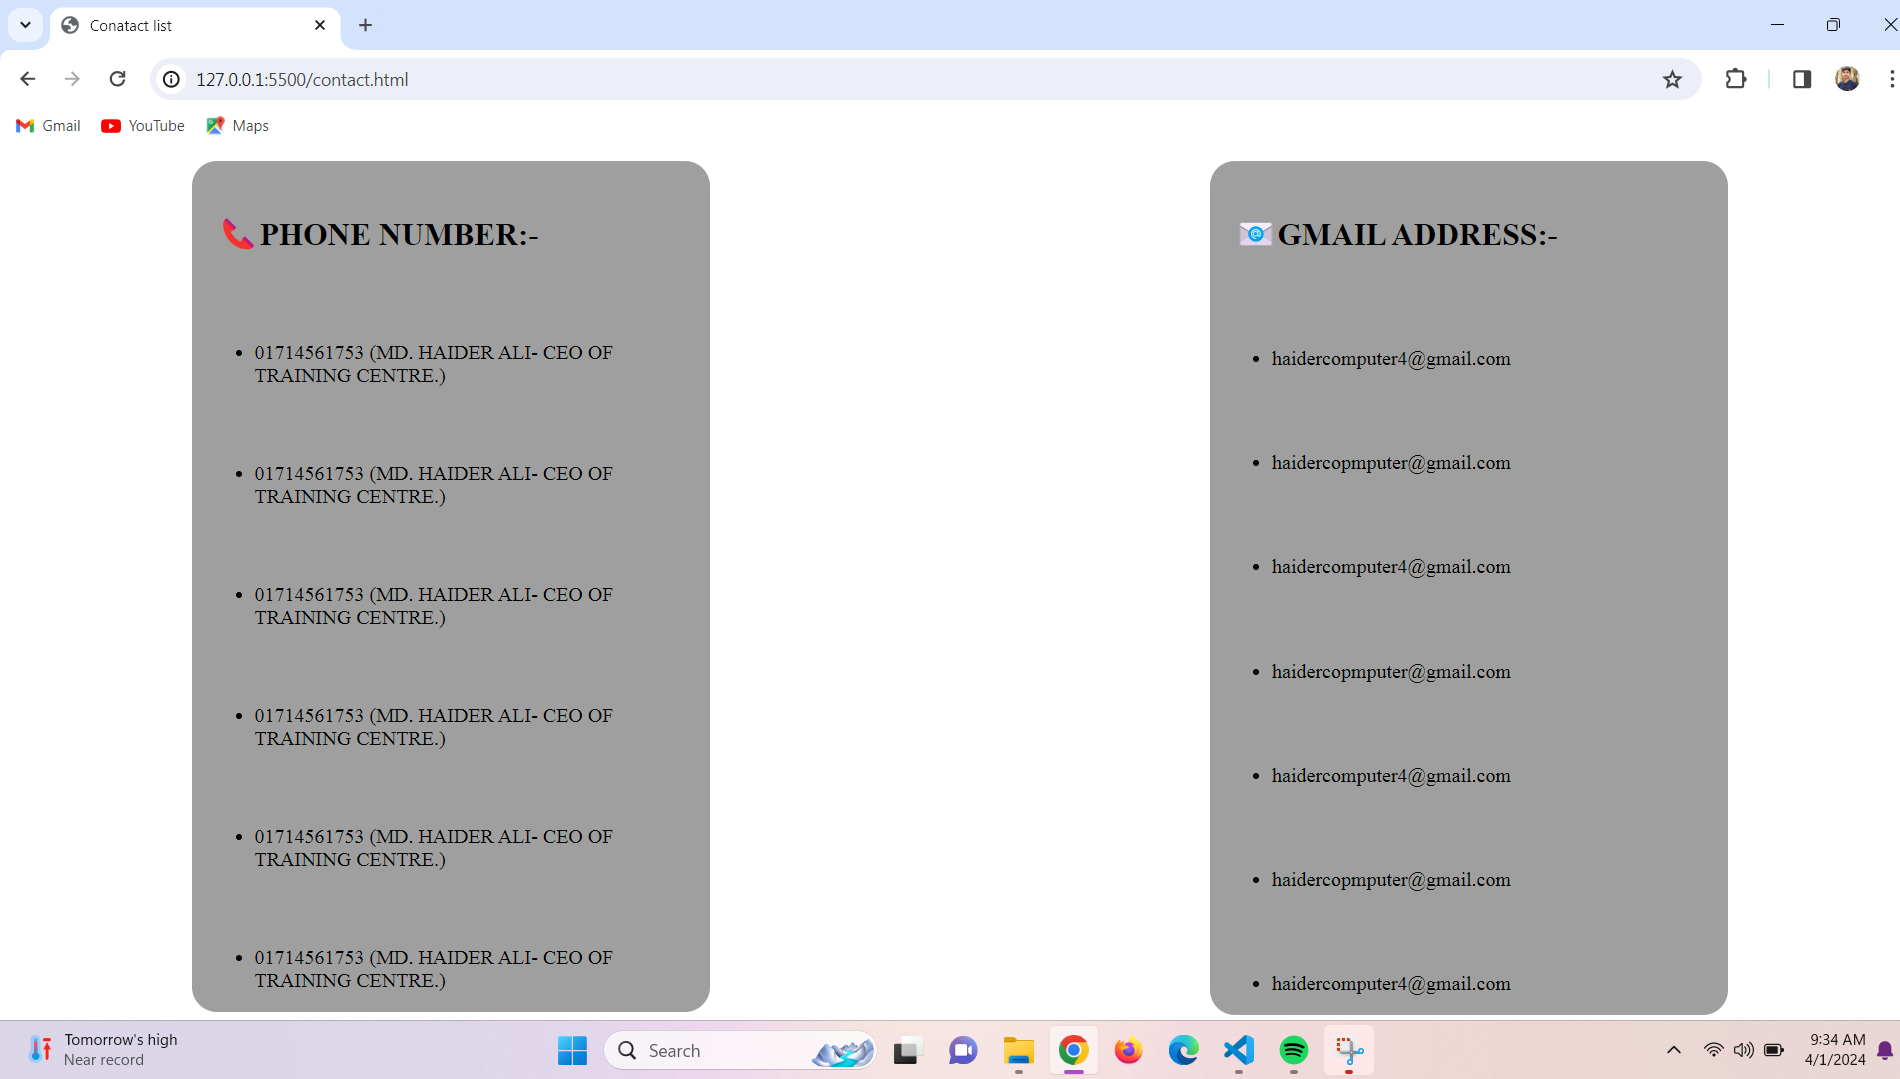 Conatact list
127.0.0.1:5500/contact.html
Gmail YouTube Maps
PHONE NUMBER:-
01714561753 (MD. HAIDER ALI- CEO OF
TRAINING CENTRE.)
01714561753 (MD. HAIDER ALI- CEO OF
TRAINING CENTRE.)
01714561753 (MD. HAIDER ALI- CEO OF
TRAINING CENTRE.)
01714561753 (MD. HAIDER ALI- CEO OF
TRAINING CENTRE.)
01714561753 (MD. HAIDER ALI- CEO OF
TRAINING CENTRE.)
01714561753 (MD. HAIDER ALI- CEO OF
TRAINING CENTRE.)
GMAIL ADDRESS:-
haidercomputer4@gmail.com
haidercopmputer@gmail.com
haidercomputer4@gmail.com
haidercopmputer@gmail.com
haidercomputer4@gmail.com
haidercopmputer@gmail.com
haidercomputer4@gmail.com
Tomorrow's high
Near record
Search
9:34 AM
4/1/2024